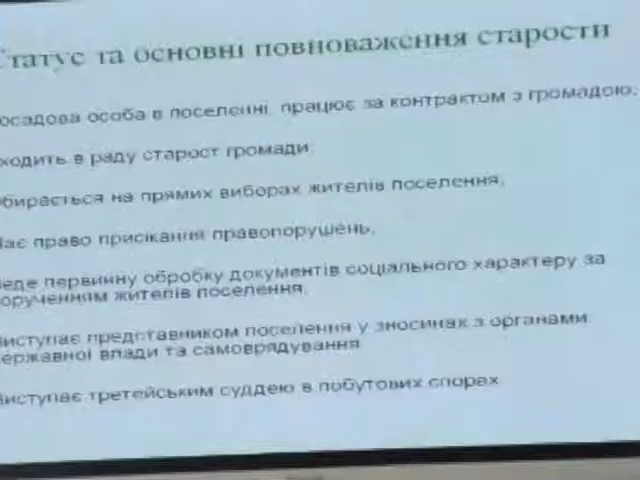 Статус та основні повноваження старости
осадова особа в поселенні, працює за контрактом з громадою;
ходить в раду старост громади
бирається на прямих виборах жителів поселення;
ає право присікання правопорушень;
еде первинну обробку документів соціального характеру за
орученням жителів поселення;
иступає представником поселення у зносинах з органами
ержавної влади та самоврядування
иступає третейським суддею в побутових спорах